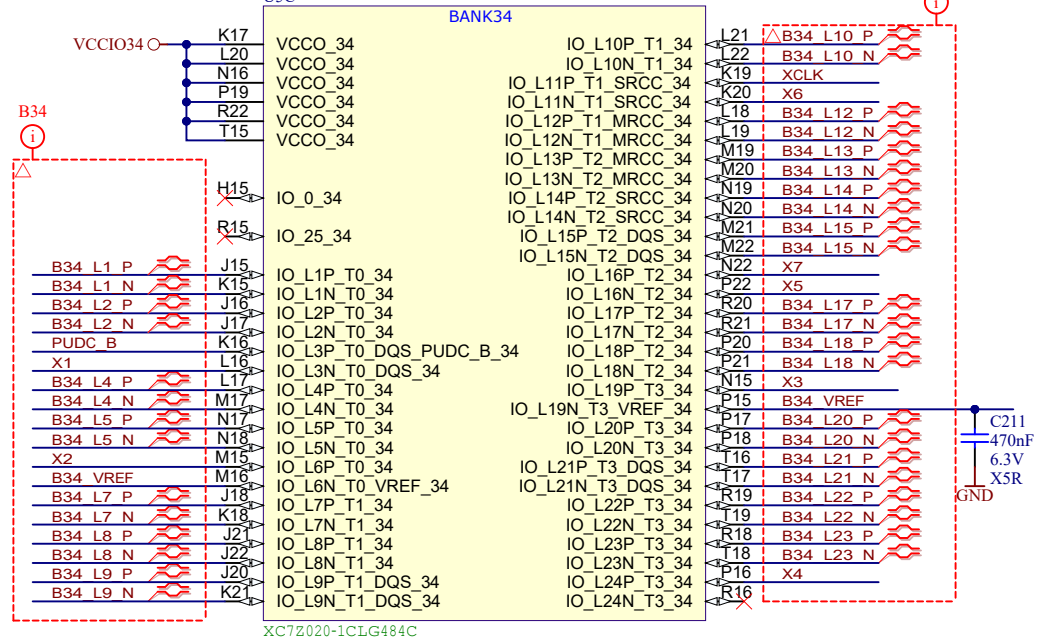 BANK34
VCCIO34
K17 VCCO_34
L20 VCCO_34
N16 VCCO_34
P19 VCCO_34
R22 VCCO_34
T15 VCCO_34
B34
i
H15 IO_0_34
R15 IO_25_34
B34_L1_P J15 IO_L1P_T0_34
B34_L1_N K15 IO_L1N_T0_34
B34_L2_P J16 IO_L2P_T0_34
B34_L2_N J17 IO_L2N_T0_34
PUDC_B K16 IO_L3P_T0_DQS_PUDC_B_34
X1 L16 IO_L3N_T0_DQS_34
B34_L4_P L17 IO_L4P_T0_34
B34_L4_N M17 IO_L4N_T0_34
B34_L5_P N17 IO_L5P_T0_34
B34_L5_N N18 IO_L5N_T0_34
X2 M15 IO_L6P_T0_34
B34_VREF M16 IO_L6N_T0_VREF_34
B34_L7_P J18 IO_L7P_T1_34
B34_L7_N K18 IO_L7N_T1_34
B34_L8_P J21 IO_L8P_T1_34
B34_L8_N J22 IO_L8N_T1_34
B34_L9_P J20 IO_L9P_T1_DQS_34
B34_L9_N K21 IO_L9N_T1_DQS_34
i
IO_L10P_T1_34 L21 B34_L10_P
IO_L10N_T1_34 L22 B34_L10_N
IO_L11P_T1_SRCC_34 K19 XCLK
IO_L11N_T1_SRCC_34 K20 X6
IO_L12P_T1_MRCC_34 L18 B34_L12_P
IO_L12N_T1_MRCC_34 L19 B34_L12_N
IO_L13P_T2_MRCC_34 M19 B34_L13_P
IO_L13N_T2_MRCC_34 M20 B34_L13_N
IO_L14P_T2_SRCC_34 N19 B34_L14_P
IO_L14N_T2_SRCC_34 N20 B34_L14_N
IO_L15P_T2_DQS_34 M21 B34_L15_P
IO_L15N_T2_DQS_34 M22 B34_L15_N
IO_L16P_T2_34 N22 X7
IO_L16N_T2_34 P22 X5
IO_L17P_T2_34 R20 B34_L17_P
IO_L17N_T2_34 R21 B34_L17_N
IO_L18P_T2_34 P20 B34_L18_P
IO_L18N_T2_34 P21 B34_L18_N
IO_L19P_T3_34 N15 X3
IO_L19N_T3_VREF_34 P15 B34_VREF
IO_L20P_T3_34 P17 B34_L20_P
IO_L20N_T3_34 P18 B34_L20_N
IO_L21P_T3_DQS_34 T16 B34_L21_P
IO_L21N_T3_DQS_34 T17 B34_L21_N
IO_L22P_T3_34 R19 B34_L22_P
IO_L22N_T3_34 T19 B34_L22_N
IO_L23P_T3_34 R18 B34_L23_P
IO_L23N_T3_34 T18 B34_L23_N
IO_L24P_T3_34 P16 X4
IO_L24N_T3_34 R16
C211
470nF
6.3V
X5R
GND
XC7Z020-1CLG484C